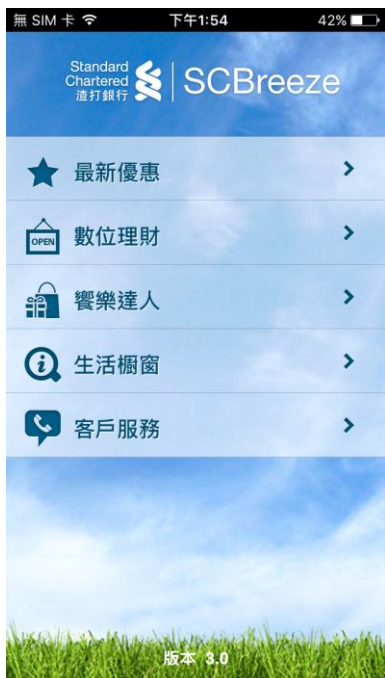 無 SIM 卡 下午1:54 42%
Standard
Chartered
渣打銀行
SCBreeze
最新優惠
OPEN 數位理財
饗樂達人
生活櫥窗
客戶服務
版本 3.0